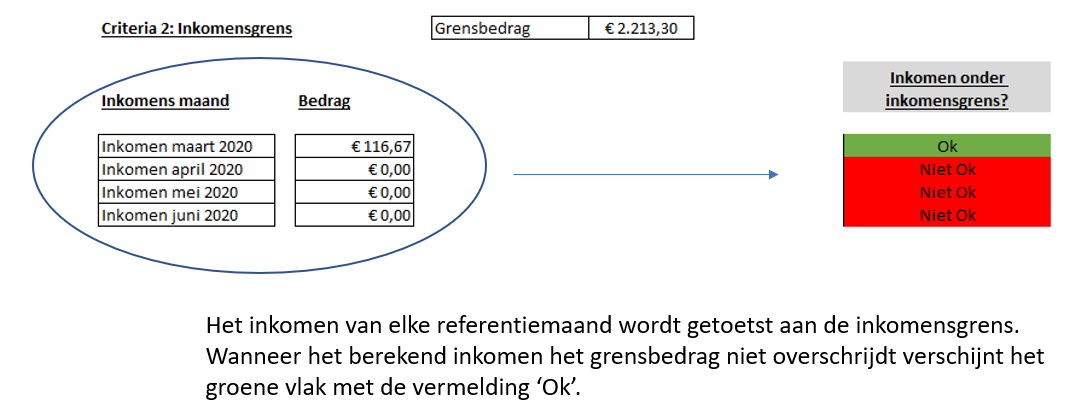 Criteria 2: Inkomensgrens
Grensbedrag € 2.213,30
Inkomen onder inkomensgrens?
Inkomens maand Bedrag
Inkomen maart 2020 € 116,67 Ok
Inkomen april 2020 € 0,00 Niet Ok
Inkomen mei 2020 € 0,00 Niet Ok
Inkomen juni 2020 € 0,00 Niet Ok
Het inkomen van elke referentiemaand wordt getoetst aan de inkomensgrens.
Wanneer het berekend inkomen het grensbedrag niet overschrijdt verschijnt het
groene vlak met de vermelding ‘Ok’.